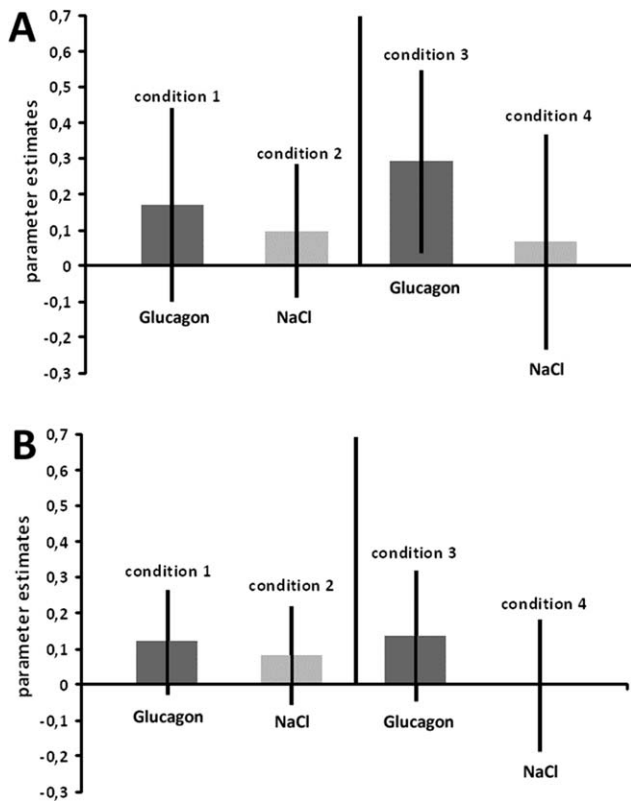 A
parameter estimates
0,7
0,6
0,5
0,4
0,3
0,2
0,1
0
-0,1
-0,2
-0,3
condition 1
condition 2
condition 3
condition 4
Glucagon
NaCl
Glucagon
NaCl
B
parameter estimates
0,7
0,6
0,5
0,4
0,3
0,2
0,1
0
-0,1
-0,2
-0,3
condition 1
condition 2
condition 3
condition 4
Glucagon
NaCl
Glucagon
NaCl